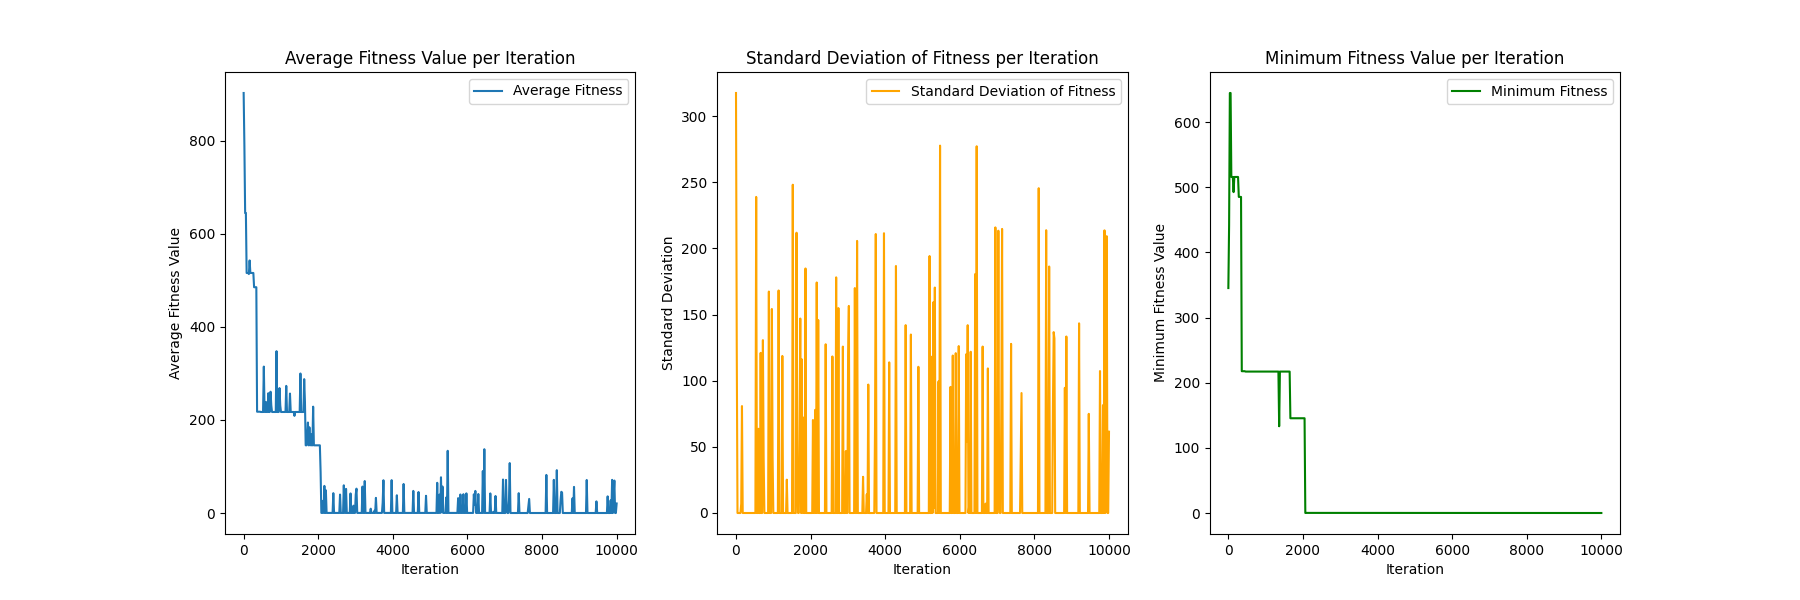 Average Fitness Value per Iteration
Average Fitness
800
600
400
200
0
Average Fitness Value
0 2000 4000 6000 8000 10000
Iteration
Standard Deviation of Fitness per Iteration
Standard Deviation of Fitness
300
250
200
150
100
50
0
Standard Deviation
0 2000 4000 6000 8000 10000
Iteration
Minimum Fitness Value per Iteration
Minimum Fitness
600
500
400
300
200
100
0
Minimum Fitness Value
0 2000 4000 6000 8000 10000
Iteration